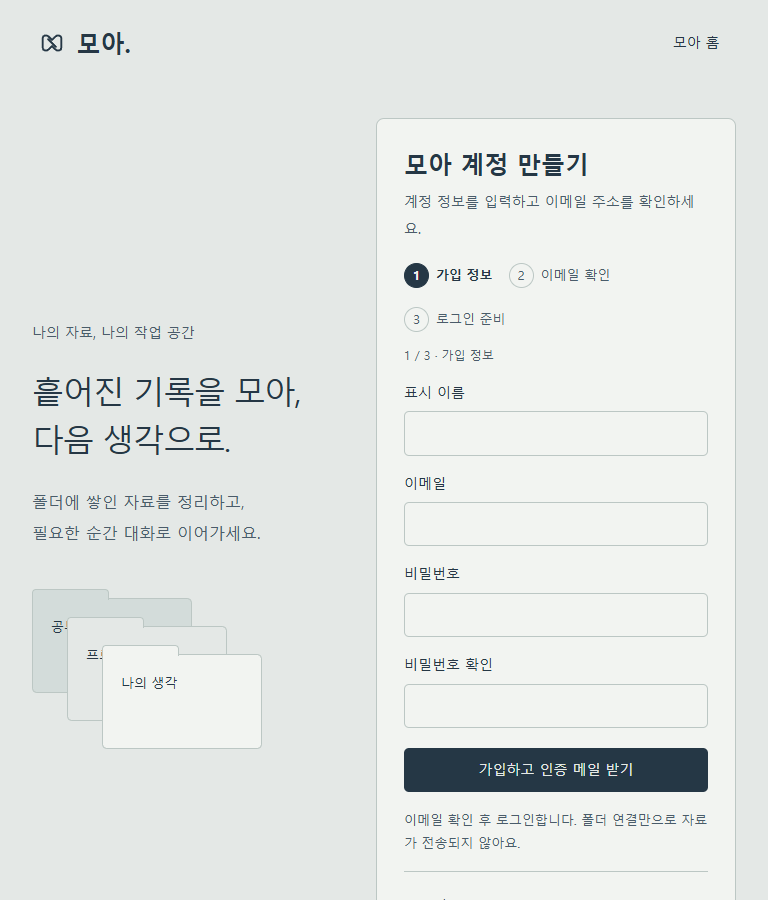 모아.
모아 홈
나의 자료, 나의 작업 공간
흩어진 기록을 모아,
다음 생각으로.
폴더에 쌓인 자료를 정리하고,
필요한 순간 대화로 이어가세요.
나의 생각
모아 계정 만들기
계정 정보를 입력하고 이메일 주소를 확인하세
요.
1 가입 정보 2 이메일 확인
3 로그인 준비
1 / 3 · 가입 정보
표시 이름
이메일
비밀번호
비밀번호 확인
가입하고 인증 메일 받기
이메일 확인 후 로그인합니다. 폴더 연결만으로 자료
가 전송되지 않아요.